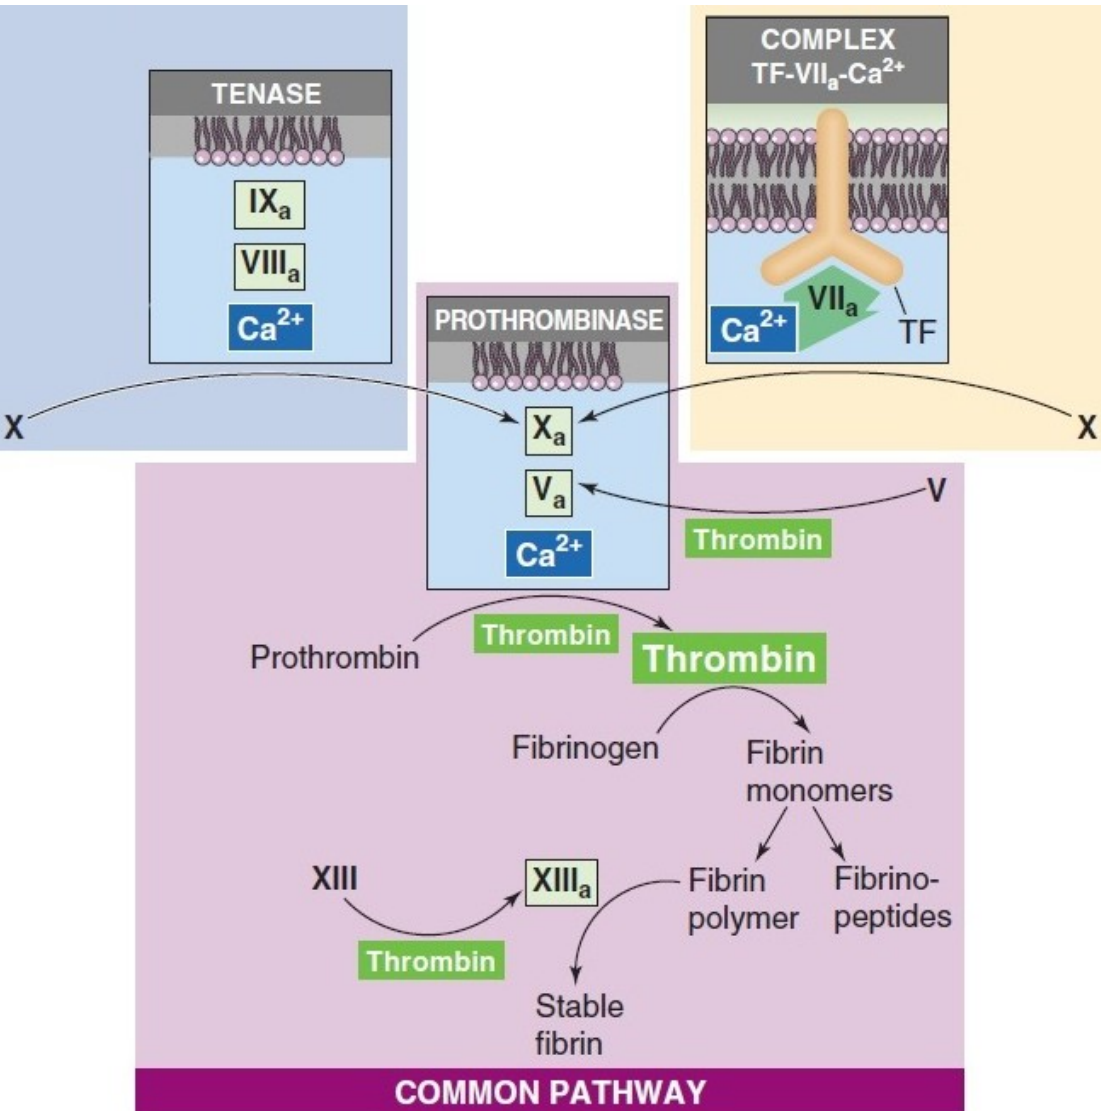 TENASE
IXa
VIIIa
Ca2+
X
COMPLEX
TF-VIIa-Ca2+
VIIa
Ca2+
TF
X
PROTHROMBINASE
Xa
Va
Ca2+
V
Thrombin
Prothrombin
Thrombin
Thrombin
Fibrinogen
Fibrin
monomers
Fibrin
polymer
Fibrino-
peptides
XIII
XIIIa
Thrombin
Stable
fibrin
COMMON PATHWAY